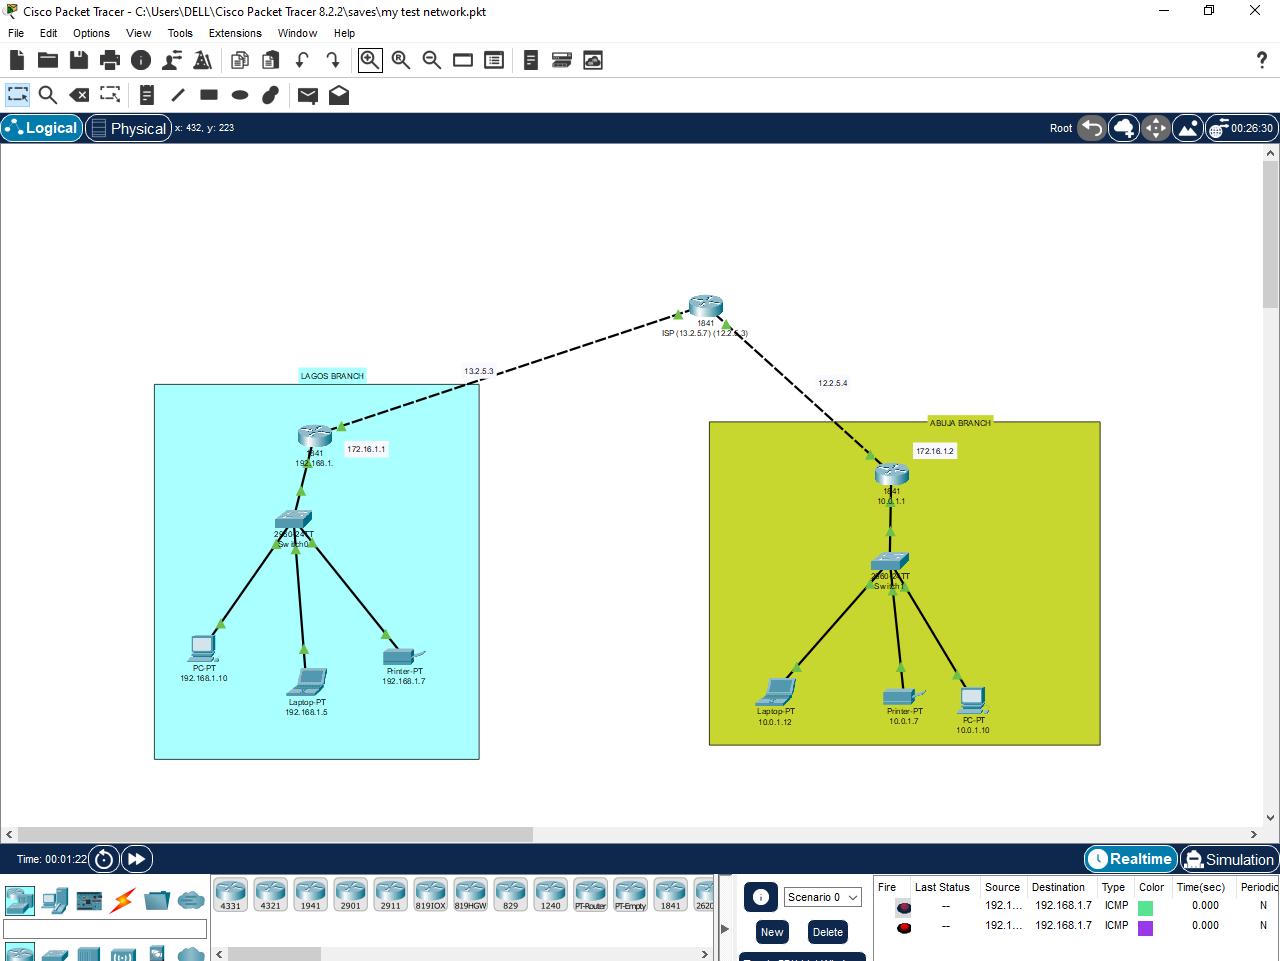 Cisco Packet Tracer - C:\Users\DELL\Cisco Packet Tracer 8.2.2\saves\my test network.pkt
File Edit Options View Tools Extensions Window Help
Logical Physical x: 432, y: 223 Root 00:26:30
1841
ISP (13.2.5.7) (12.2.5.3)
13.2.5.3
LAGOS BRANCH
12.2.5.4
ABUJA BRANCH
1841
192.168.1.
172.16.1.1
172.16.1.2
1841
10.0.1.1
2960-24TT
Switch0
2960-24TT
Switch1
PC-PT
192.168.1.10
Printer-PT
192.168.1.7
Laptop-PT
192.168.1.5
Laptop-PT
10.0.1.12
Printer-PT
10.0.1.7
PC-PT
10.0.1.10
Time: 00:01:22 Realtime Simulation
4331 4321 1941 2901 2911 819IOX 819HGW 829 1240 PT-Router PT-Empty 1841 2620
Scenario 0
New Delete
Fire Last Status Source Destination Type Color Time(sec) Periodic
-- 192.1... 192.168.1.7 ICMP 0.000 N
-- 192.1... 192.168.1.7 ICMP 0.000 N